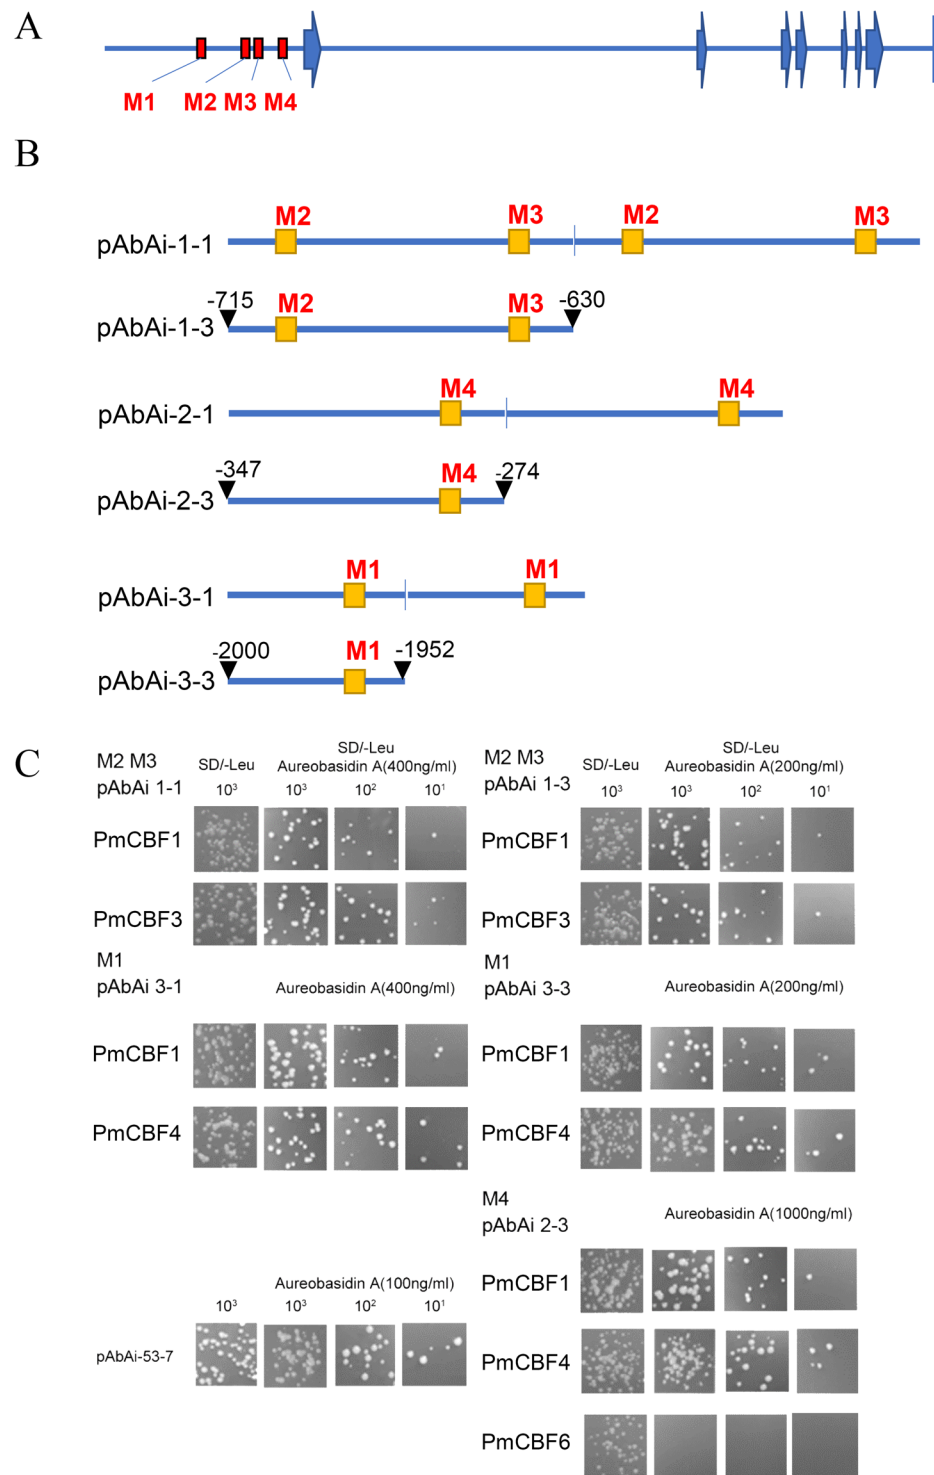 A
M1 M2 M3 M4
B
M2 M3 M2 M3
pAbAi-1-1
-715 M2 M3 -630
pAbAi-1-3
M4 M4
pAbAi-2-1
-347 M4 -274
pAbAi-2-3
M1 M1
pAbAi-3-1
-2000 M1 -1952
pAbAi-3-3
C
M2 M3
pAbAi 1-1
SD/-Leu
SD/-Leu
Aureobasidin A(400ng/ml)
10³ 10³ 10² 10¹
PmCBF1
PmCBF3
M2 M3
pAbAi 1-3
SD/-Leu
SD/-Leu
Aureobasidin A(200ng/ml)
10³ 10³ 10² 10¹
PmCBF1
PmCBF3
M1
pAbAi 3-1
Aureobasidin A(400ng/ml)
PmCBF1
PmCBF4
M1
pAbAi 3-3
Aureobasidin A(200ng/ml)
PmCBF1
PmCBF4
Aureobasidin A(100ng/ml)
10³ 10³ 10² 10¹
pAbAi-53-7
M4
pAbAi 2-3
Aureobasidin A(1000ng/ml)
PmCBF1
PmCBF4
PmCBF6